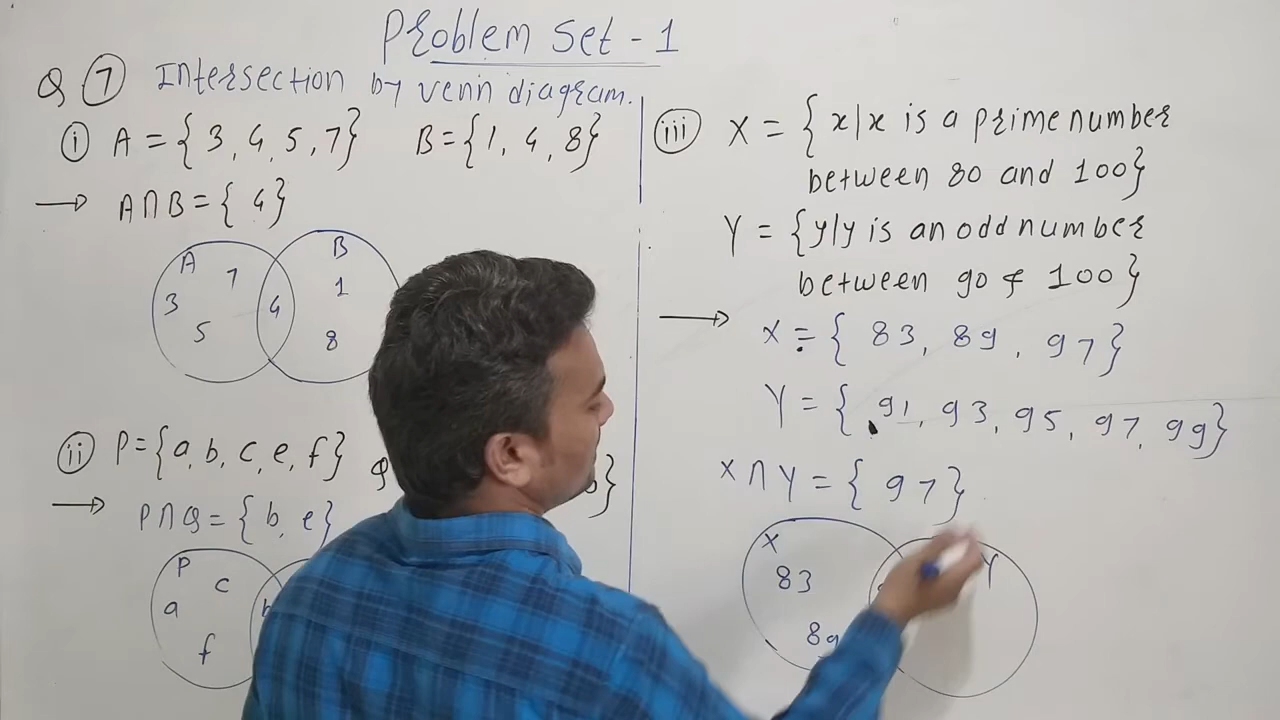 Problem Set - 1
Q 7 Intersection by venn diagram.
i A = {3, 4, 5, 7} B = {1, 4, 8}
→ A∩B = {4}
A B
7 1
3 4
5 8
ii P = {a, b, c, e, f} Q
→ P∩Q = {b, e}
P c
a b
f
iii X = {x/x is a prime number
between 80 and 100}
Y = {y/y is an odd number
between 90 & 100}
→ X = {83, 89, 97}
Y = {91, 93, 95, 97, 99}
X∩Y = {97}
X Y
83
89